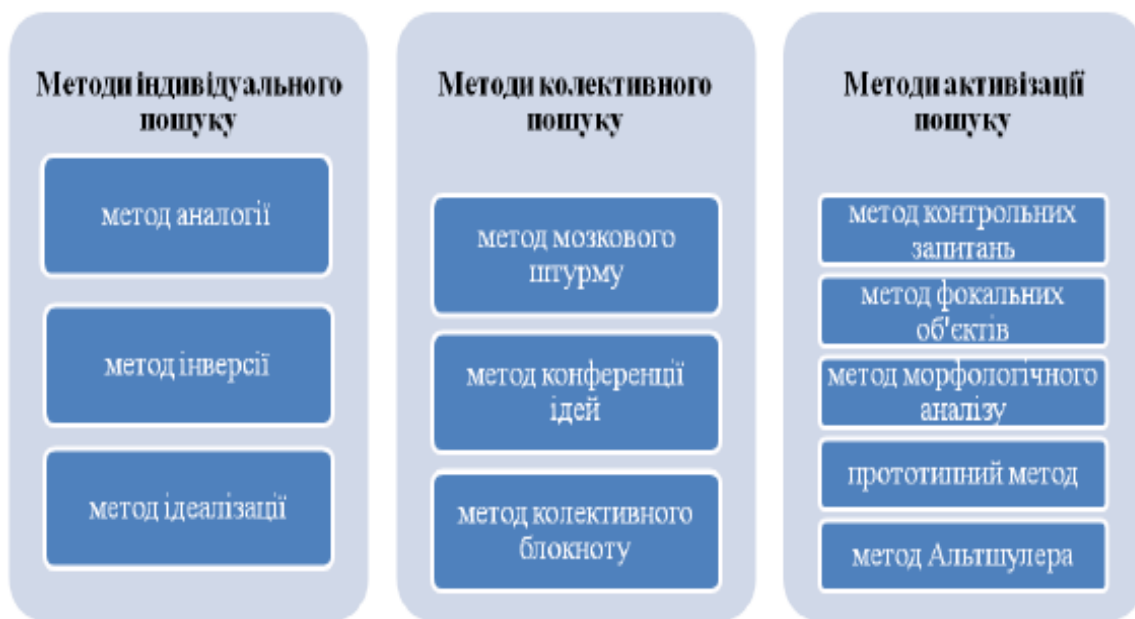 Методи індивідуального
пошуку
метод аналогії
метод інверсії
метод ідеалізації
Методи колективного
пошуку
метод мозкового
штурму
метод конференції
ідей
метод колективного
блокноту
Методи активізації
пошуку
метод контрольних
запитань
метод фокальних
об'єктів
метод морфологічного
аналізу
прототипний метод
метод Альтшулера